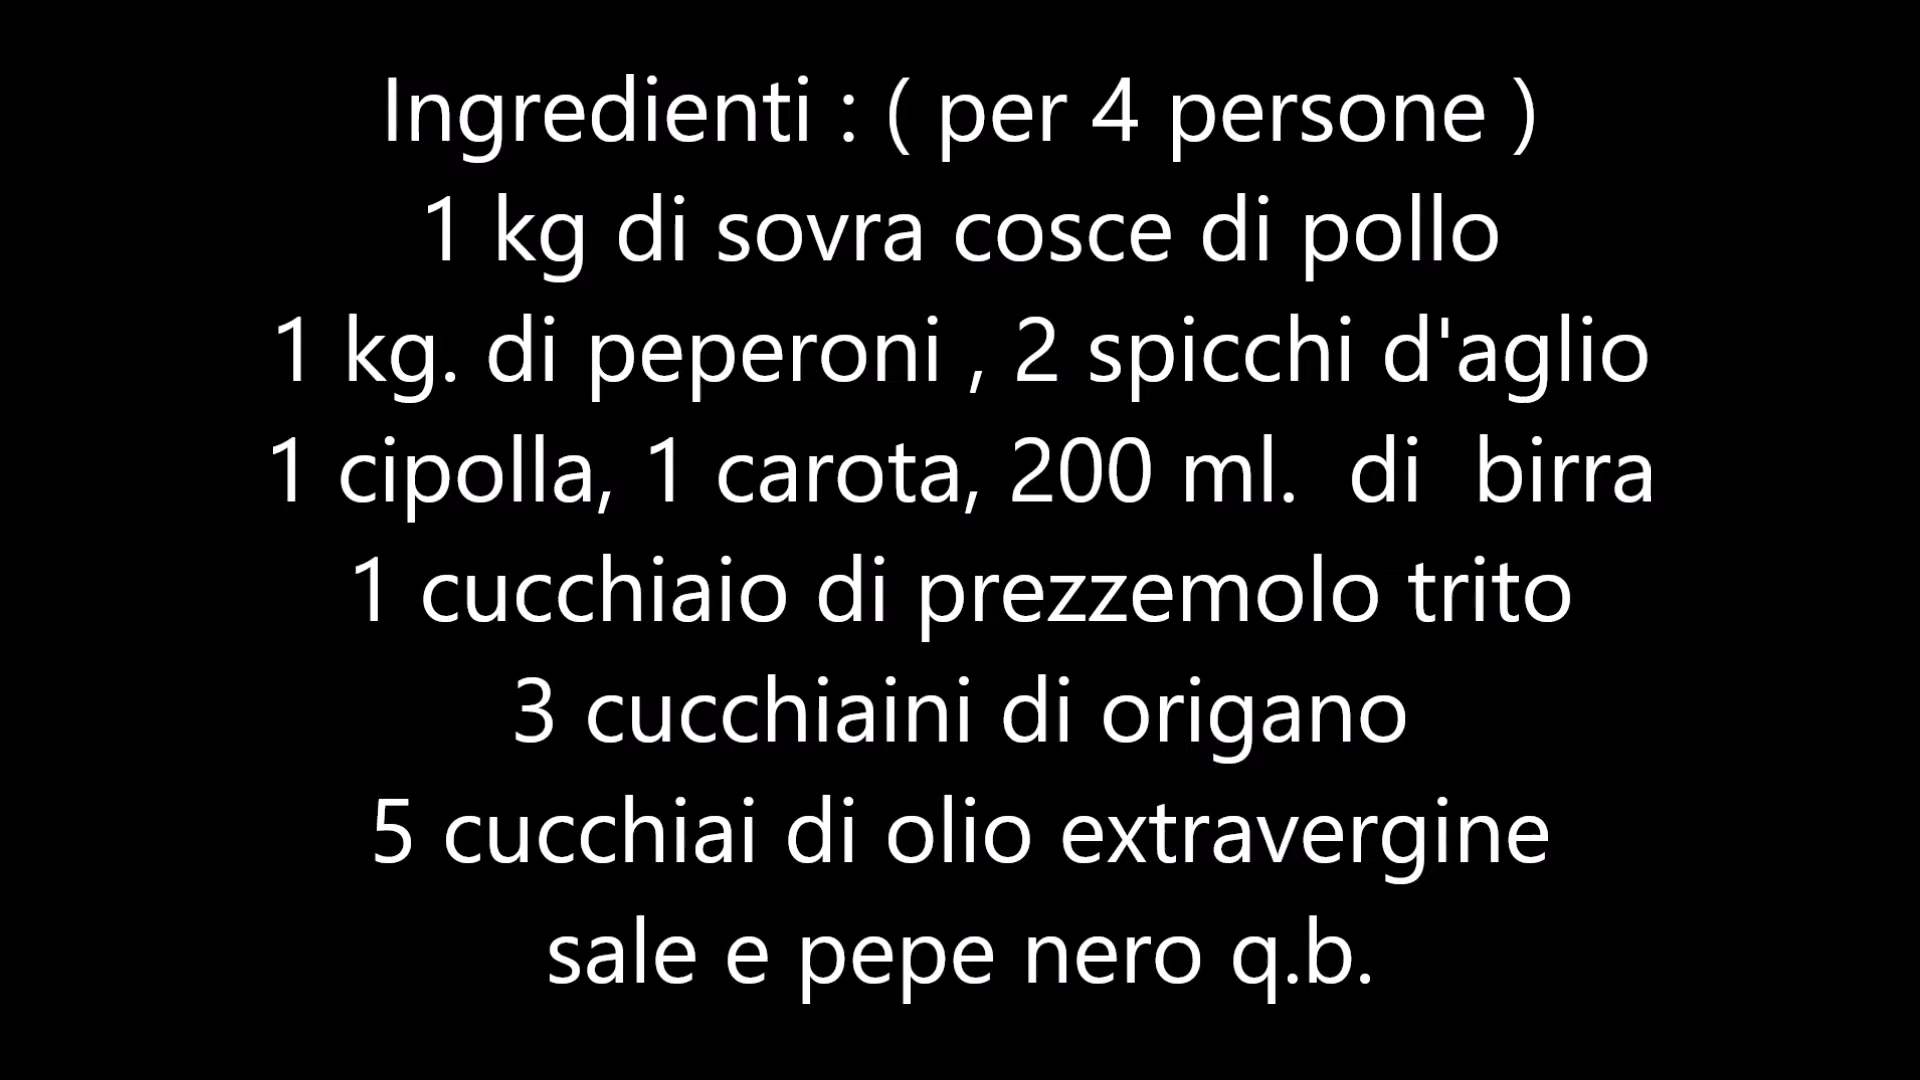 Ingredienti : ( per 4 persone )
1 kg di sovra cosce di pollo
1 kg. di peperoni , 2 spicchi d'aglio
1 cipolla, 1 carota, 200 ml.  di  birra
1 cucchiaio di prezzemolo trito
3 cucchiaini di origano
5 cucchiai di olio extravergine
sale e pepe nero q.b.